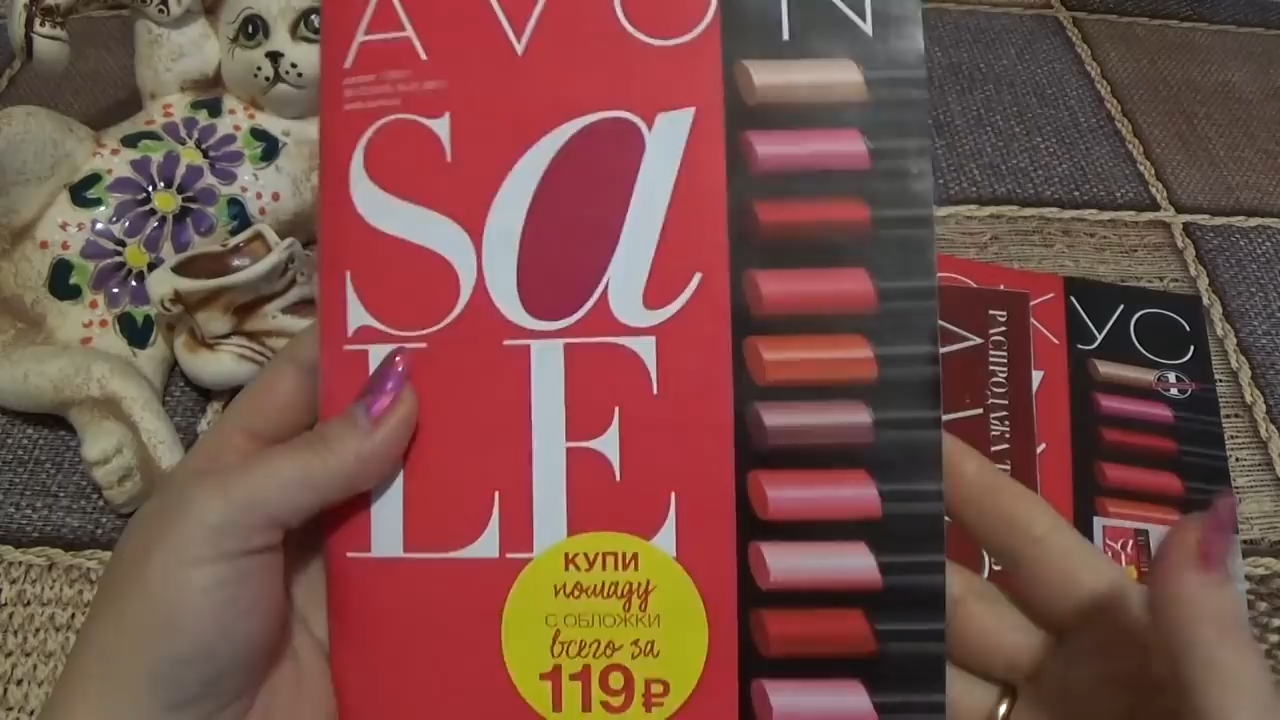 AVON
Sale
КУПИ
помаду
С ОБЛОЖКИ
всего за
119₽
РАСПРОДАЖА
УС